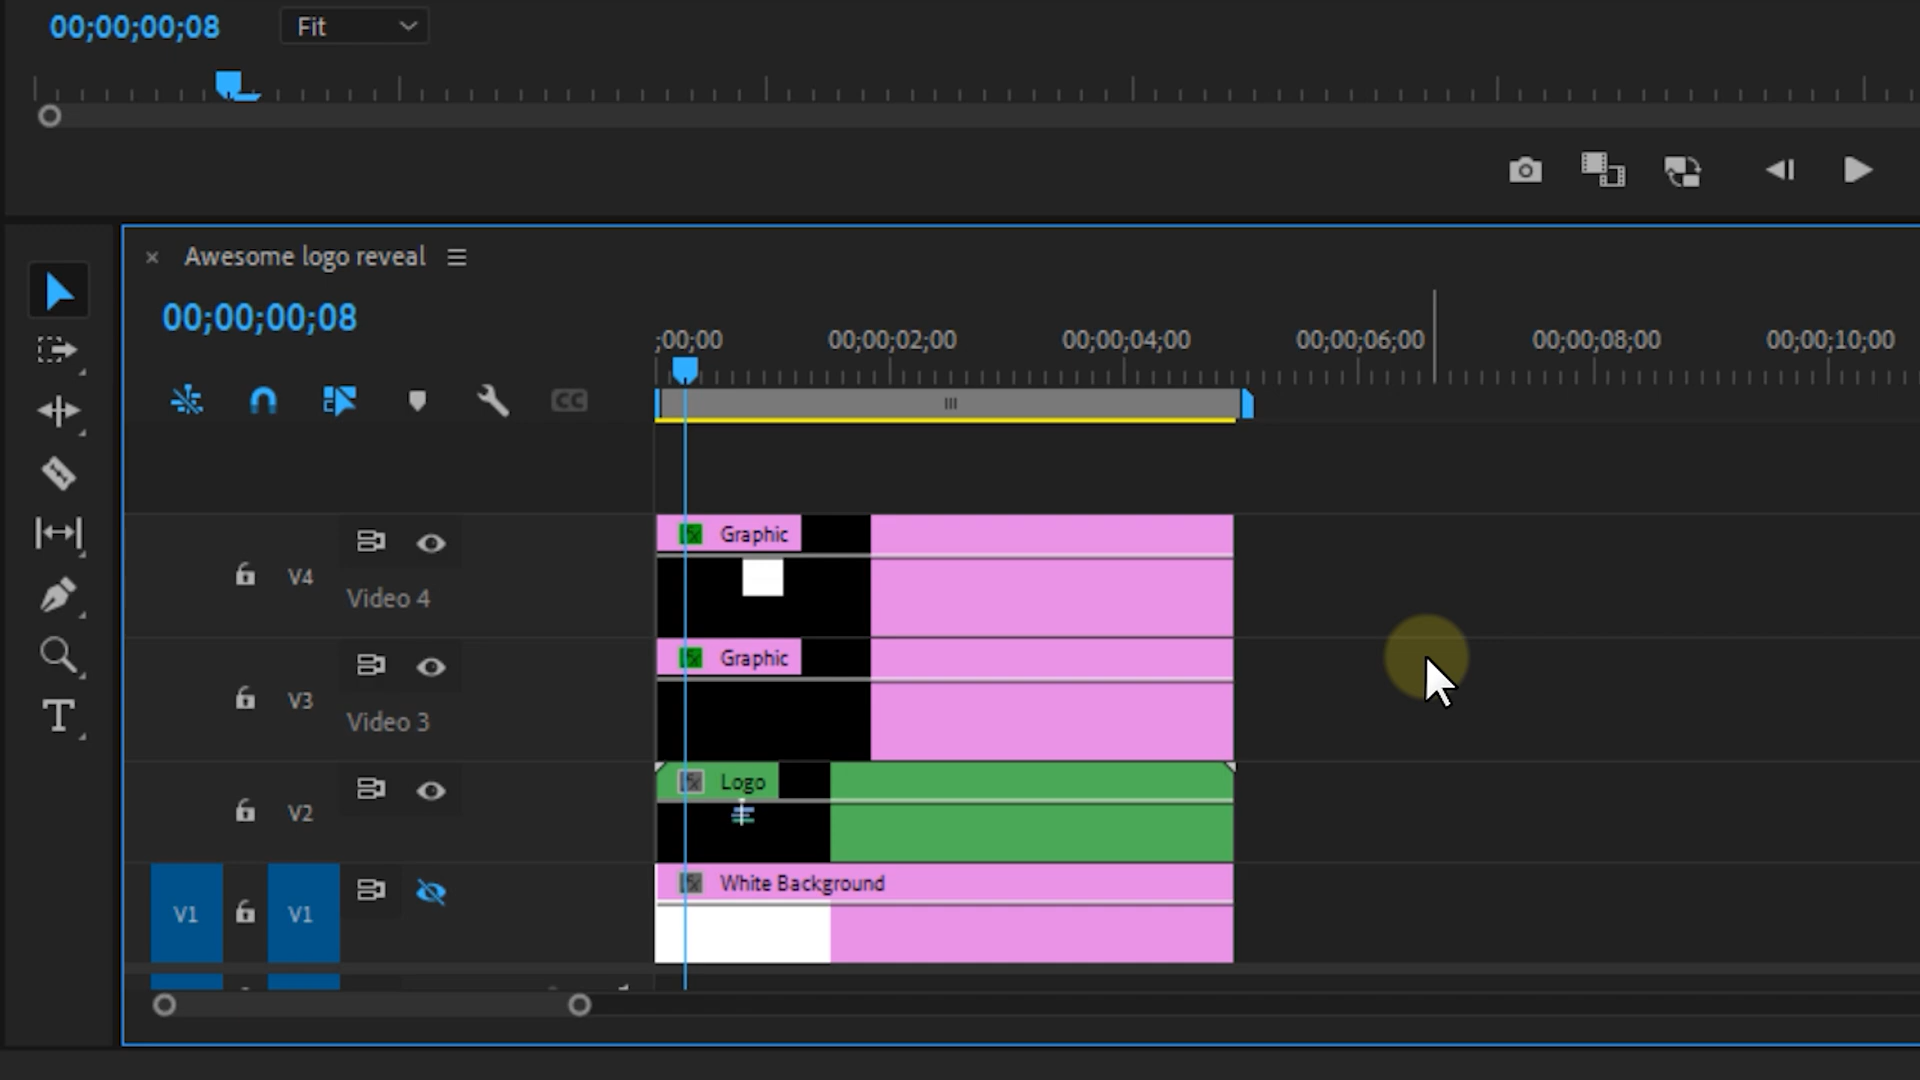 00;00;00;08
Fit
Awesome logo reveal
00;00;00;08
;00;00
00;00;02;00
00;00;04;00
00;00;06;00
00;00;08;00
00;00;10;00
CC
V4
Video 4
Graphic
V3
Video 3
Graphic
V2
Logo
V1
V1
White Background
T